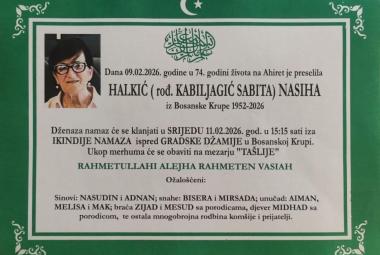 Dana 09.02.2026. godine u 74. godini života na Ahiret je preselila
HALKIĆ ( rođ. KABILJAGIĆ SABITA) NASIHA
iz Bosanske Krupe 1952-2026
Dženaza namaz će se klanjati u SRIJEDU 11.02.2026. god. u 15:15 sati iza
IKINDIJE NAMAZA ispred GRADSKE DŽAMIJE u Bosanskoj Krupi.
Ukop merhuma će se obaviti na mezarju "TAŠLIJE"
RAHMETULLAHI ALEJHA RAHMETEN VASIAH
Ožalošćeni:
Sinovi: NASUDIN i ADNAN; snahe: BISERA i MIRSADA; unučad: AIMAN,
MELISA i MAK; braća ZIJAD i MESUD sa porodicama, djever MIDHAD sa
porodicom, te ostala mnogobrojna rodbina komšije i prijatelji.